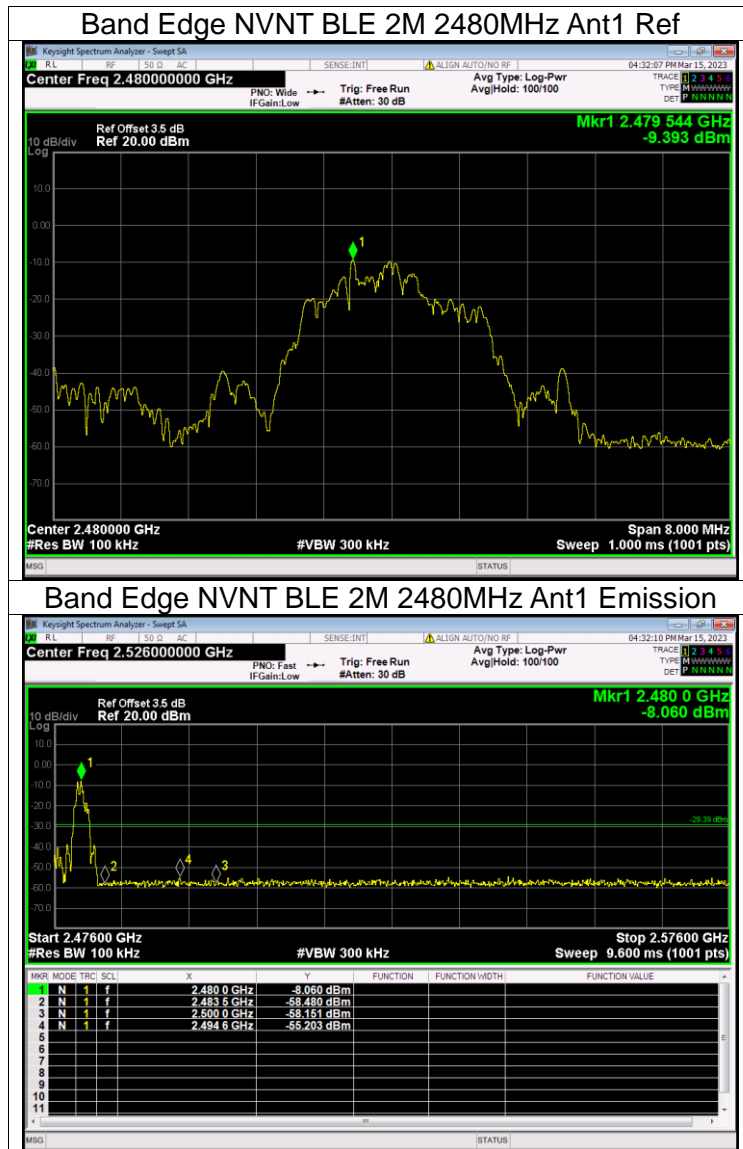 Band Edge NVNT BLE 2M 2480MHz Ant1 Ref
Keysight Spectrum Analyzer - Swept SA
RL RF 50 Ω AC SENSE:INT ALIGN AUTO/NO RF 04:32:07 PM Mar 15, 2023
Center Freq 2.480000000 GHz Avg Type: Log-Pwr TRACE 1 2 3 4 5 6
PNO: Wide Trig: Free Run Avg|Hold: 100/100 TYPE M WWWWW
IFGain:Low #Atten: 30 dB DET P N N N N N
Mkr1 2.479 544 GHz
Ref Offset 3.5 dB
10 dB/div Ref 20.00 dBm -9.393 dBm
Log
10.0
0.00
-10.0
1
-20.0
-30.0
-40.0
-50.0
-60.0
-70.0
Center 2.480000 GHz Span 8.000 MHz
#Res BW 100 kHz #VBW 300 kHz Sweep 1.000 ms (1001 pts)
MSG STATUS
Band Edge NVNT BLE 2M 2480MHz Ant1 Emission
Keysight Spectrum Analyzer - Swept SA
RL RF 50 Ω AC SENSE:INT ALIGN AUTO/NO RF 04:32:10 PM Mar 15, 2023
Center Freq 2.526000000 GHz Avg Type: Log-Pwr TRACE 1 2 3 4 5 6
PNO: Fast Trig: Free Run Avg|Hold: 100/100 TYPE M WWWWW
IFGain:Low #Atten: 30 dB DET P N N N N N
Mkr1 2.480 0 GHz
Ref Offset 3.5 dB
10 dB/div Ref 20.00 dBm -8.060 dBm
Log
10.0
0.00
1
-10.0
-20.0
-29.39 dBm
-30.0
-40.0
-50.0
2 4 3
-60.0
-70.0
Start 2.47600 GHz Stop 2.57600 GHz
#Res BW 100 kHz #VBW 300 kHz Sweep 9.600 ms (1001 pts)
MKR MODE TRC SCL X Y FUNCTION FUNCTION WIDTH FUNCTION VALUE
1 N 1 f 2.480 0 GHz -8.060 dBm
2 N 1 f 2.483 5 GHz -58.480 dBm
3 N 1 f 2.500 0 GHz -58.151 dBm
4 N 1 f 2.494 6 GHz -55.203 dBm
5
6
7
8
9
10
11
MSG STATUS